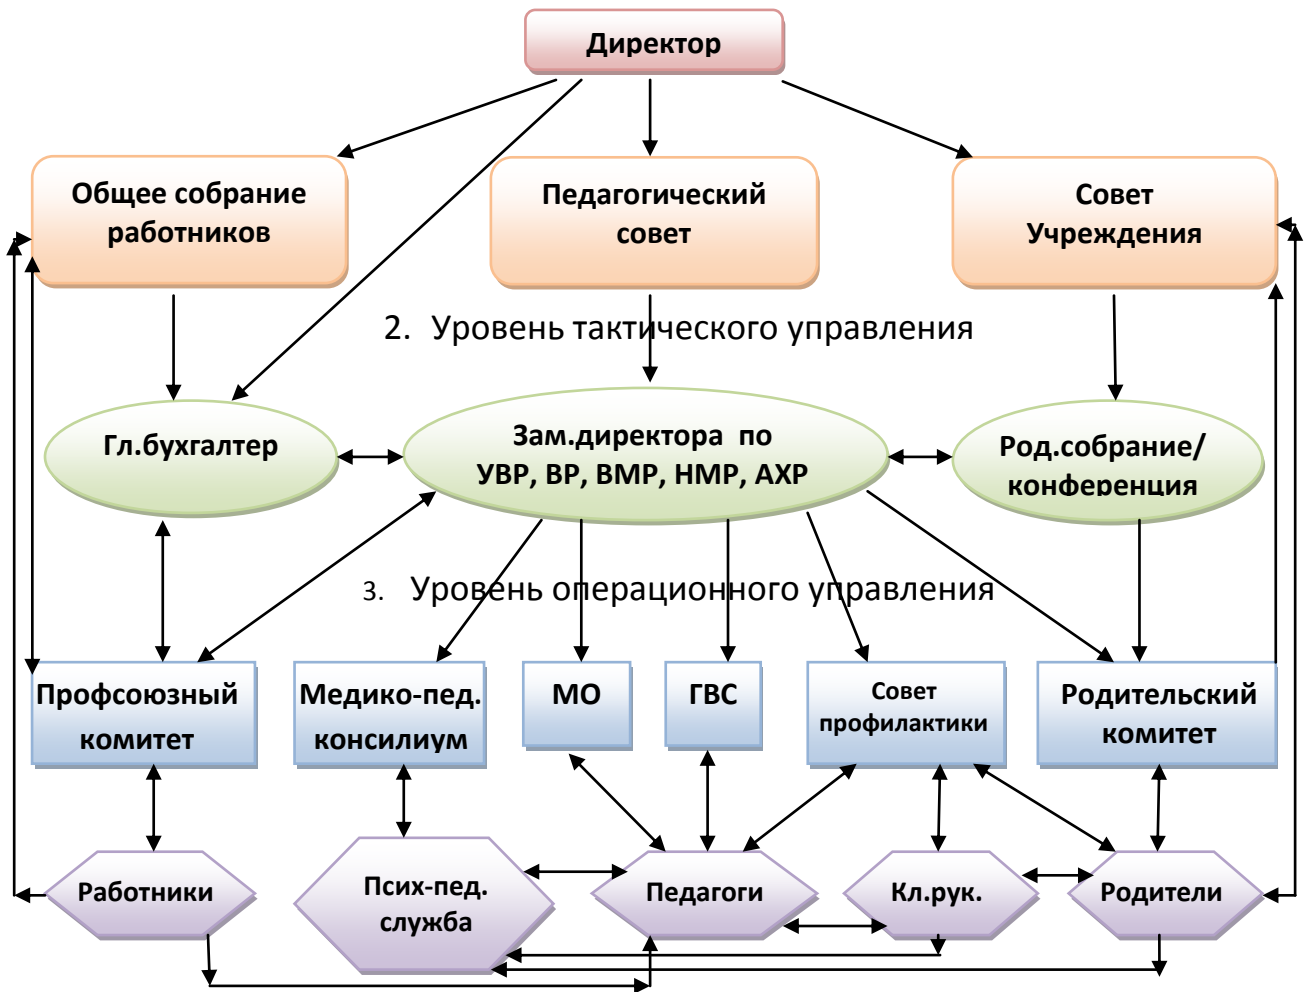 Директор
Общее собрание
работников
Педагогический
совет
Совет
Учреждения
2. Уровень тактического управления
Гл.бухгалтер
Зам.директора по
УВР, ВР, ВМР, НМР, АХР
Род.собрание/
конференция
3. Уровень операционного управления
Профсоюзный
комитет
Медико-пед.
консилиум
МО
ГВС
Совет
профилактики
Родительский
комитет
Работники
Псих-пед.
служба
Педагоги
Кл.рук.
Родители